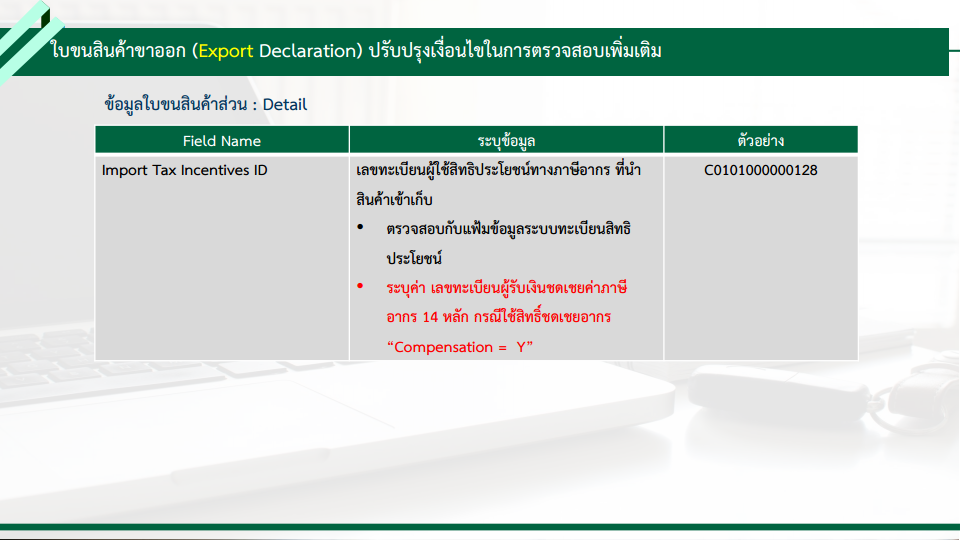 ใบขนสินค้าขาออก (Export Declaration) ปรับปรุงเงื่อนไขในการตรวจสอบเพิ่มเติม
ข้อมูลใบขนสินค้าส่วน : Detail
Field Name
ระบุข้อมูล
ตัวอย่าง
Import Tax Incentives ID
เลขทะเบียนผู้ใช้สิทธิประโยชน์ทางภาษีอากร ที่นำ
สินค้าเข้าเก็บ
• ตรวจสอบกับแฟ้มข้อมูลระบบทะเบียนสิทธิ
ประโยชน์
• ระบุค่า เลขทะเบียนผู้รับเงินชดเชยค่าภาษี
อากร 14 หลัก กรณีใช้สิทธิ์ชดเชยอากร
“Compensation = Y”
C0101000000128